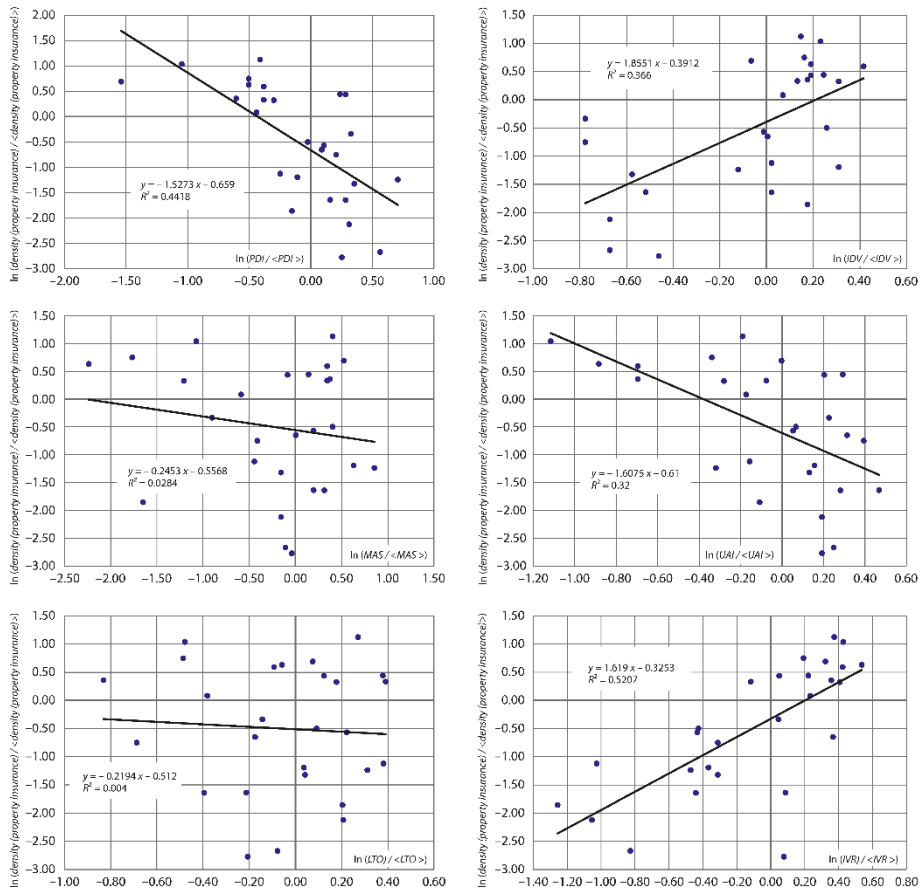 ln (density (property insurance) / <density (property insurance)>)
2.00
1.50
1.00
0.50
0.00
−0.50
−1.00
−1.50
−2.00
−2.50
−3.00
y = − 1.5273 x − 0.659
R² = 0.4418
ln (PDI / <PDI >)
−2.00 −1.50 −1.00 −0.50 0.00 0.50 1.00
ln (density (property insurance) / <density (property insurance)>)
1.50
1.00
0.50
0.00
−0.50
−1.00
−1.50
−2.00
−2.50
−3.00
y = 1.8551 x − 0.3912
R² = 0.366
ln (IDV / <IDV >)
−1.00 −0.80 −0.60 −0.40 −0.20 0.00 0.20 0.40 0.60
ln (density (property insurance) / <density (property insurance)>)
1.50
1.00
0.50
0.00
−0.50
−1.00
−1.50
−2.00
−2.50
−3.00
y = − 0.2453 x − 0.5568
R² − 0.0284
ln (MAS / <MAS >)
−2.50 −2.00 −1.50 −1.00 −0.50 0.00 0.50 1.00 1.50
ln (density (property insurance) / <density (property insurance)>)
1.50
1.00
0.50
0.00
−0.50
−1.00
−1.50
−2.00
−2.50
−3.00
y = −1.6075 x − 0.61
R² = 0.32
ln (UAI / <UAI >)
−1.20 −1.00 −0.80 −0.60 −0.40 −0.20 0.00 0.20 0.40 0.60
ln (density (property insurance) / <density (property insurance)>)
1.50
1.00
0.50
0.00
−0.50
−1.00
−1.50
−2.00
−2.50
−3.00
y = − 0.2194 x − 0.512
R² = 0.004
ln (LTO) / <LTO >)
−1.00 −0.80 −0.60 −0.40 −0.20 0.00 0.20 0.40 0.60
ln (density (property insurance) / <density (property insurance)>)
1.50
1.00
0.50
0.00
−0.50
−1.00
−1.50
−2.00
−2.50
−3.00
y = 1.619 x − 0.3253
R² − 0.5207
ln (IVR) / <IVR >)
−1.40 −1.20 −1.00 −0.80 −0.60 −0.40 −0.20 0.00 0.20 0.40 0.60